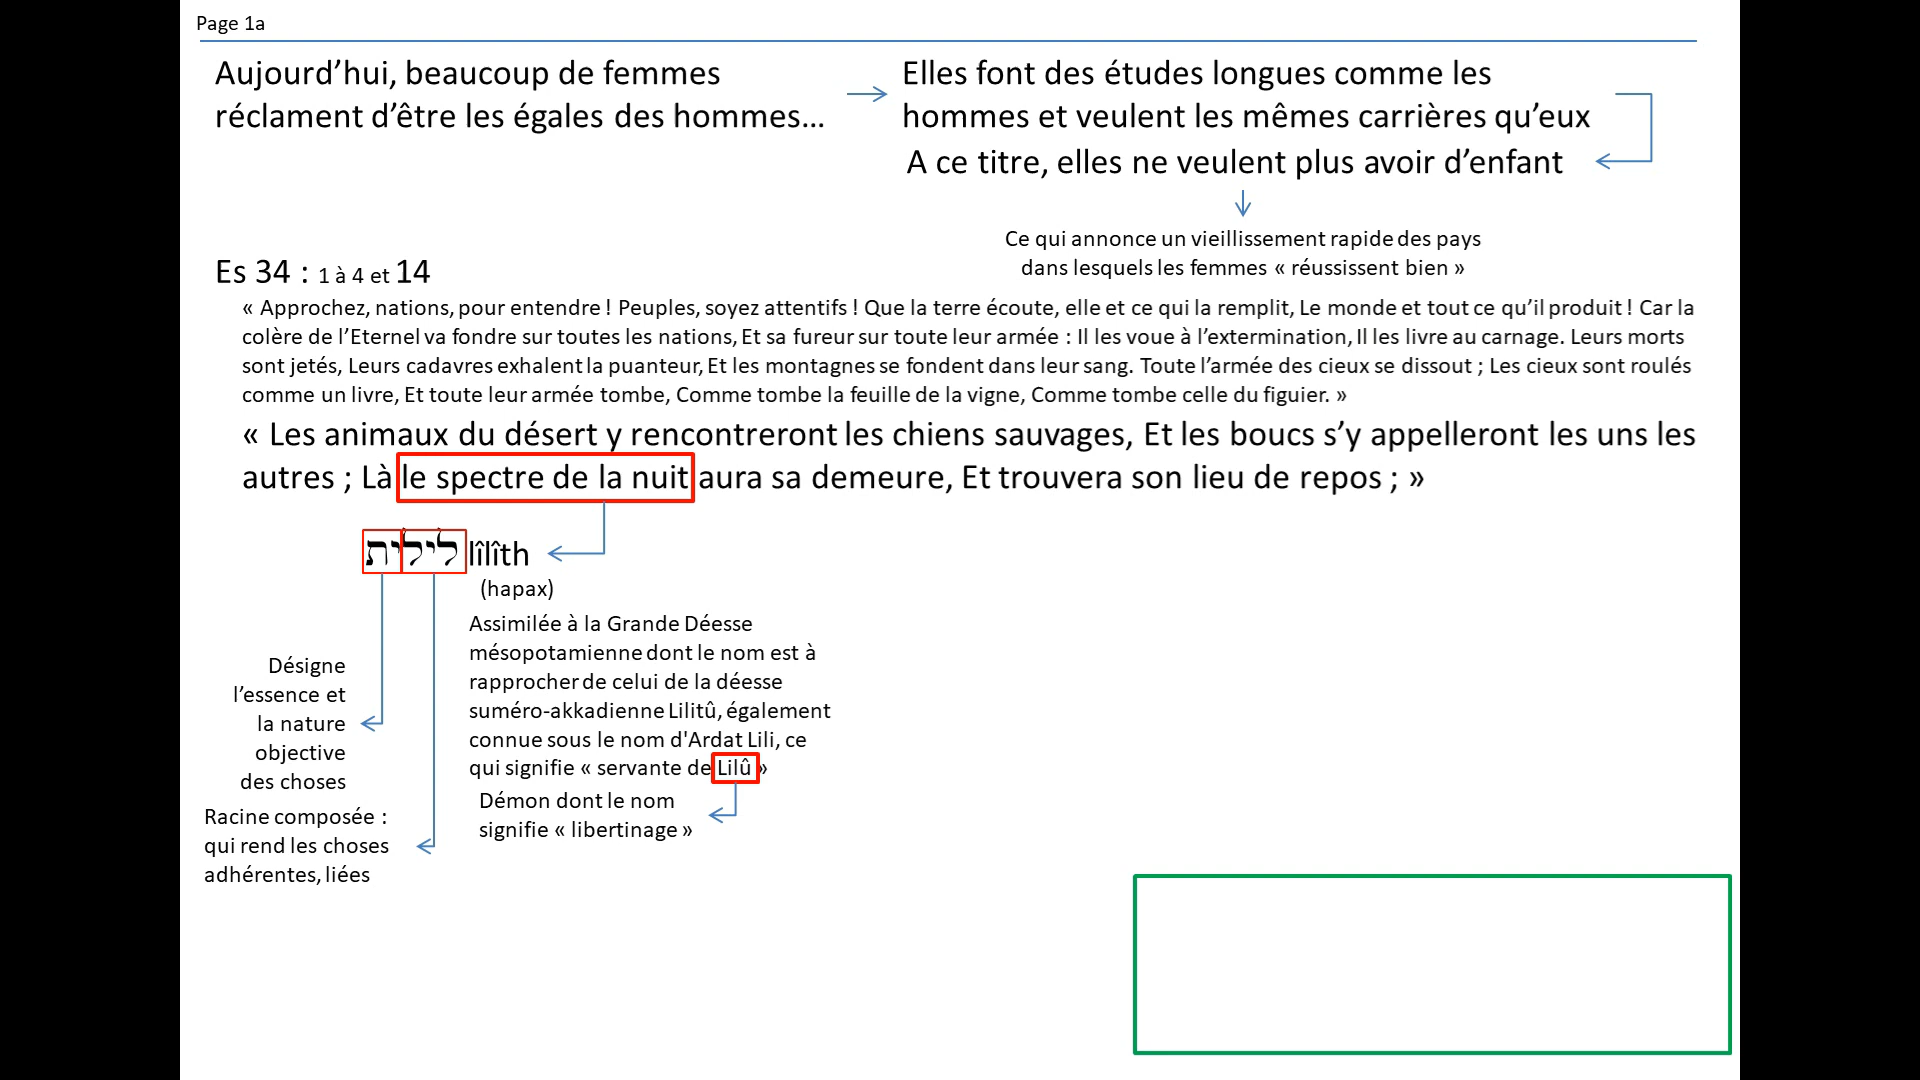 Page 1a
Aujourd’hui, beaucoup de femmes
réclament d’être les égales des hommes…
Elles font des études longues comme les
hommes et veulent les mêmes carrières qu’eux
A ce titre, elles ne veulent plus avoir d’enfant
Ce qui annonce un vieillissement rapide des pays
dans lesquels les femmes « réussissent bien »
Es 34 : 1 à 4 et 14
« Approchez, nations, pour entendre ! Peuples, soyez attentifs ! Que la terre écoute, elle et ce qui la remplit, Le monde et tout ce qu’il produit ! Car la
colère de l’Eternel va fondre sur toutes les nations, Et sa fureur sur toute leur armée : Il les voue à l’extermination, Il les livre au carnage. Leurs morts
sont jetés, Leurs cadavres exhalent la puanteur, Et les montagnes se fondent dans leur sang. Toute l’armée des cieux se dissout ; Les cieux sont roulés
comme un livre, Et toute leur armée tombe, Comme tombe la feuille de la vigne, Comme tombe celle du figuier. »
« Les animaux du désert y rencontreront les chiens sauvages, Et les boucs s’y appelleront les uns les
autres ; Là le spectre de la nuit aura sa demeure, Et trouvera son lieu de repos ; »
לילית lîlîth
(hapax)
Assimilée à la Grande Déesse
mésopotamienne dont le nom est à
rapprocher de celui de la déesse
suméro-akkadienne Lilitû, également
connue sous le nom d'Ardat Lili, ce
qui signifie « servante de Lilû »
Démon dont le nom
signifie « libertinage »
Désigne
l’essence et
la nature
objective
des choses
Racine composée :
qui rend les choses
adhérentes, liées